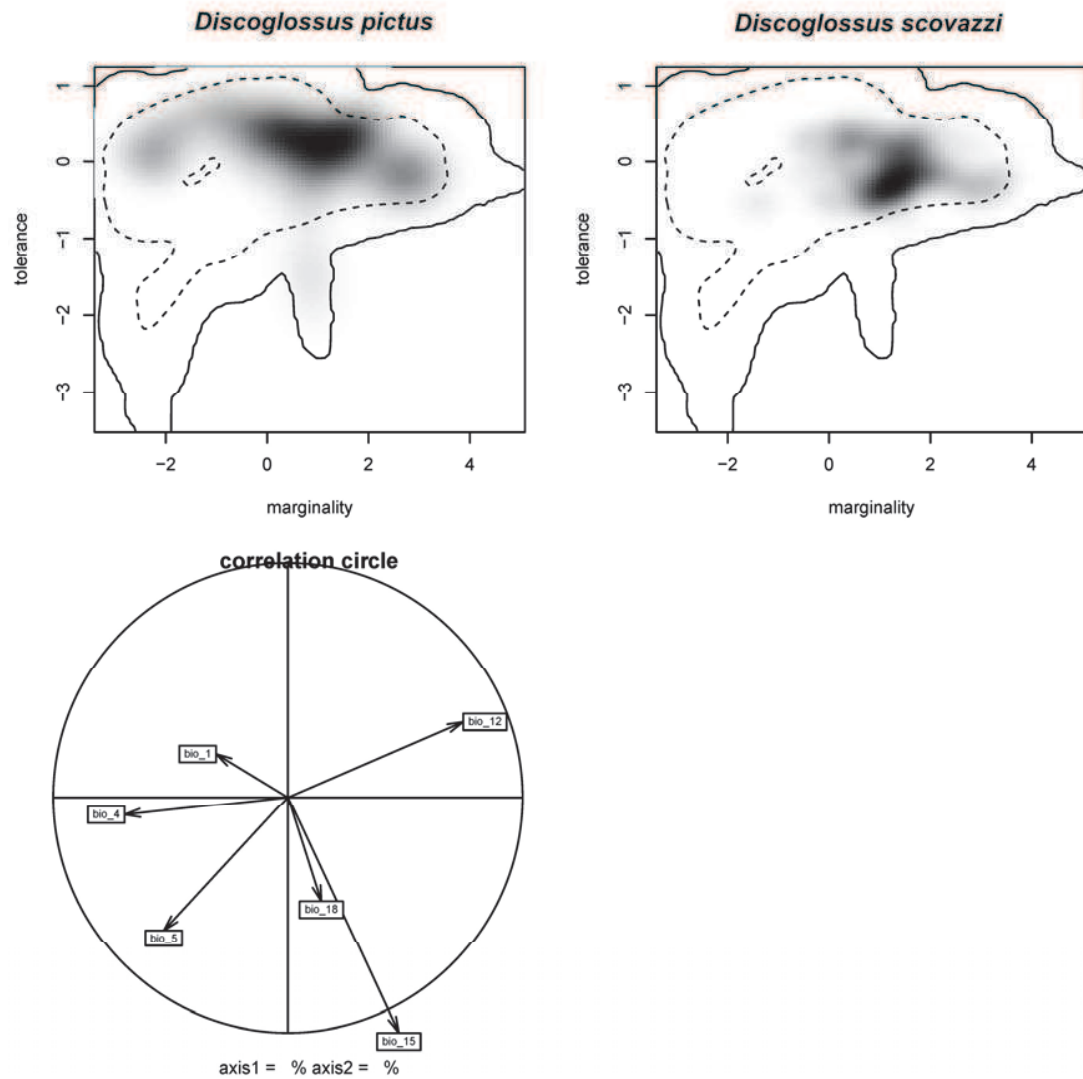 Discoglossus pictus
Discoglossus scovazzi
1
0
−1
−2
−3
tolerance
−2
0
2
4
marginality
1
0
−1
−2
−3
tolerance
−2
0
2
4
marginality
correlation circle
bio_12
bio_1
bio_4
bio_18
bio_5
bio_15
axis1 = % axis2 = %